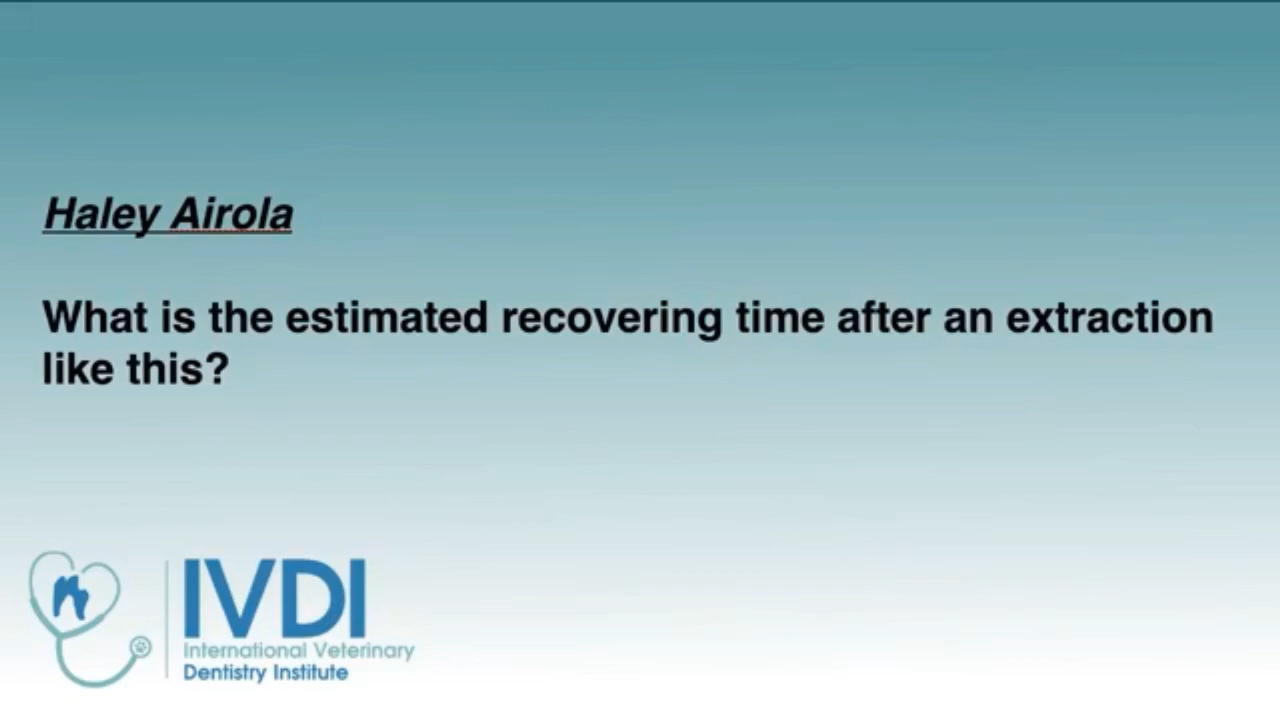 Haley Airola
What is the estimated recovering time after an extraction
like this?
IVDI
International Veterinary
Dentistry Institute